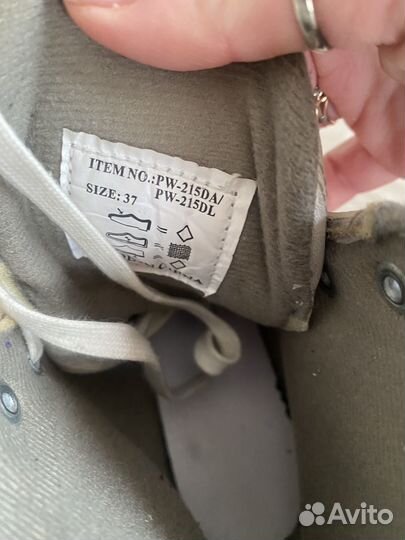 ITEM NO.:PW-215DA/
SIZE: 37 PW-215DL
Avito